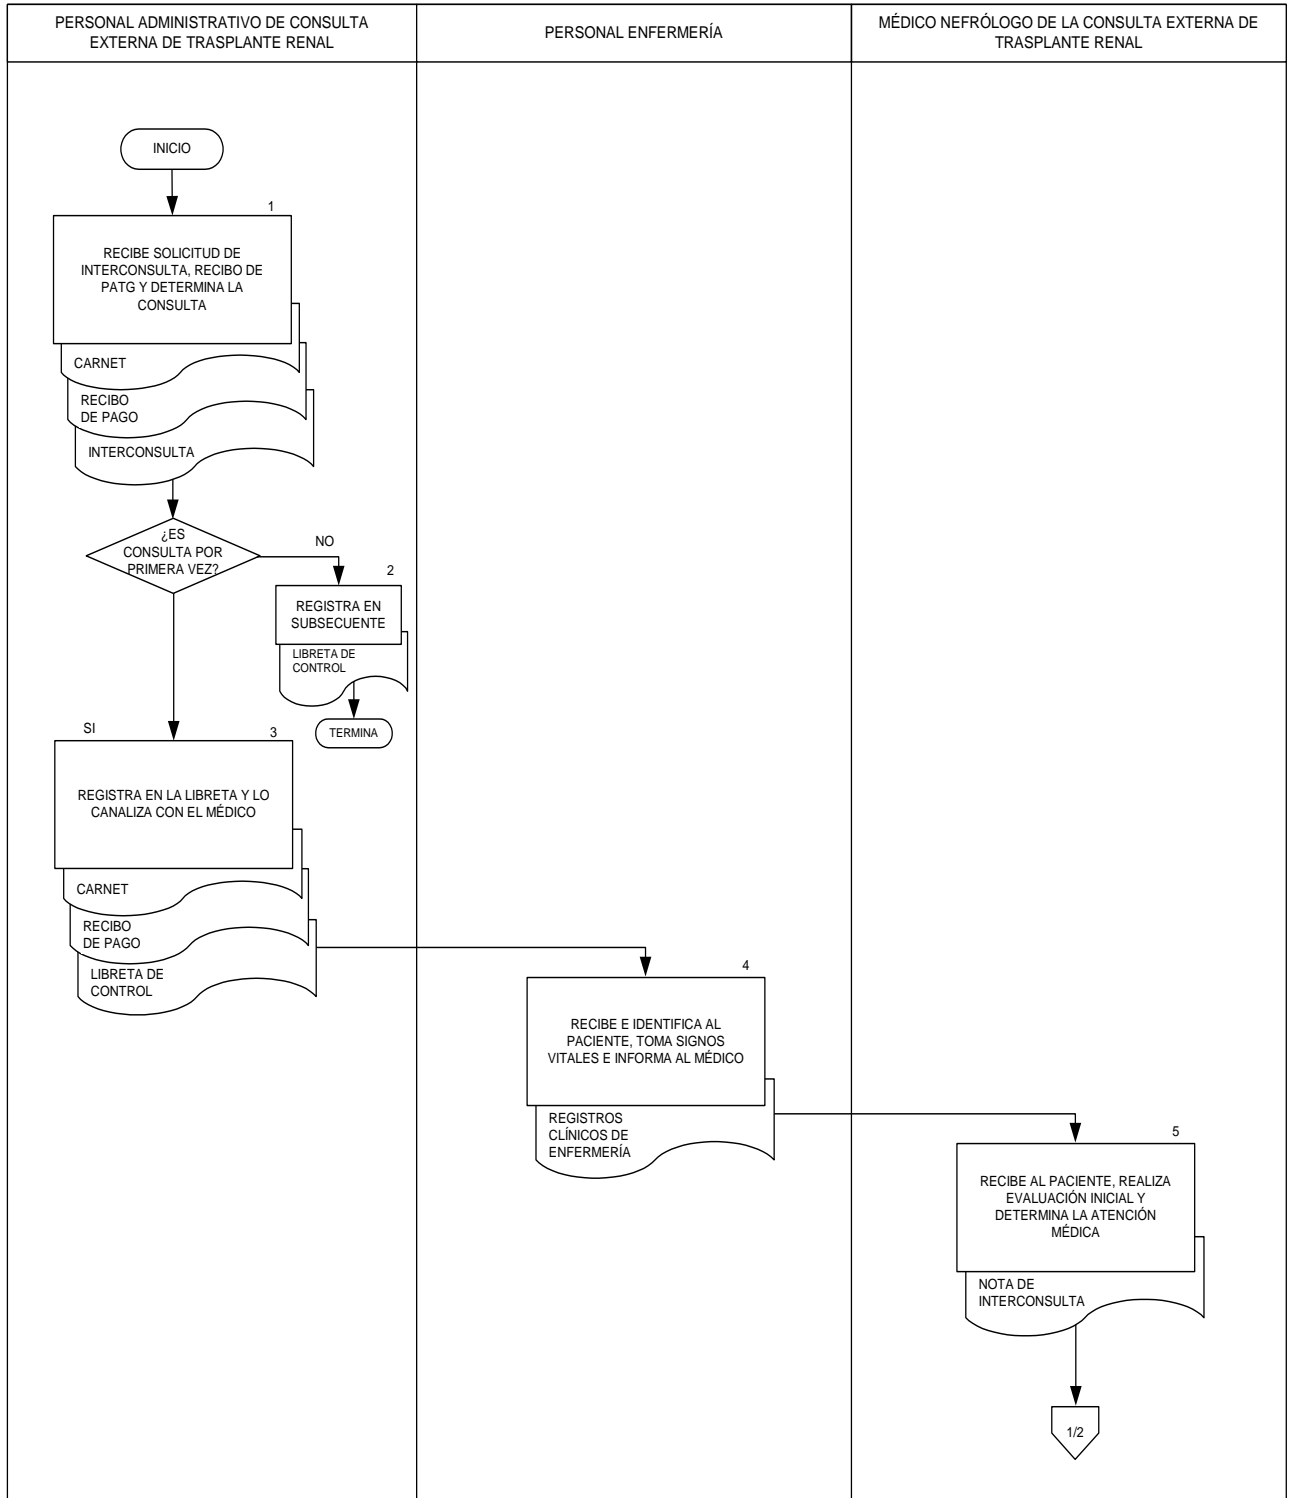 PERSONAL ADMINISTRATIVO DE CONSULTA
EXTERNA DE TRASPLANTE RENAL
PERSONAL ENFERMERÍA
MÉDICO NEFRÓLOGO DE LA CONSULTA EXTERNA DE
TRASPLANTE RENAL
INICIO
1
RECIBE SOLICITUD DE
INTERCONSULTA, RECIBO DE
PATG Y DETERMINA LA
CONSULTA
CARNET
RECIBO
DE PAGO
INTERCONSULTA
¿ES
CONSULTA POR
PRIMERA VEZ?
NO
2
REGISTRA EN
SUBSECUENTE
LIBRETA DE
CONTROL
TERMINA
SI
3
REGISTRA EN LA LIBRETA Y LO
CANALIZA CON EL MÉDICO
CARNET
RECIBO
DE PAGO
LIBRETA DE
CONTROL
4
RECIBE E IDENTIFICA AL
PACIENTE, TOMA SIGNOS
VITALES E INFORMA AL MÉDICO
REGISTROS
CLÍNICOS DE
ENFERMERÍA
5
RECIBE AL PACIENTE, REALIZA
EVALUACIÓN INICIAL Y
DETERMINA LA ATENCIÓN
MÉDICA
NOTA DE
INTERCONSULTA
1/2